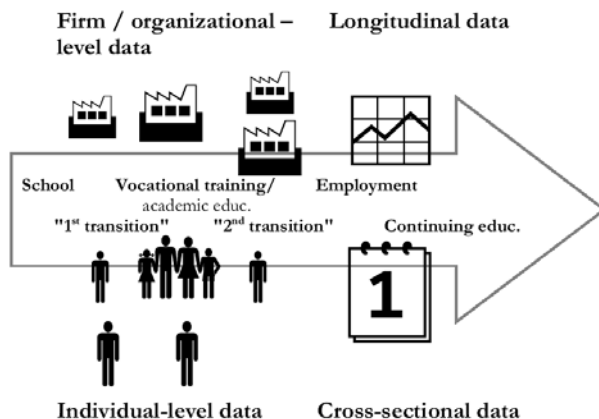 Firm / organizational – Longitudinal data
level data
School Vocational training/ Employment
academic educ.
"1st transition" "2nd transition" Continuing educ.
1
Individual-level data Cross-sectional data